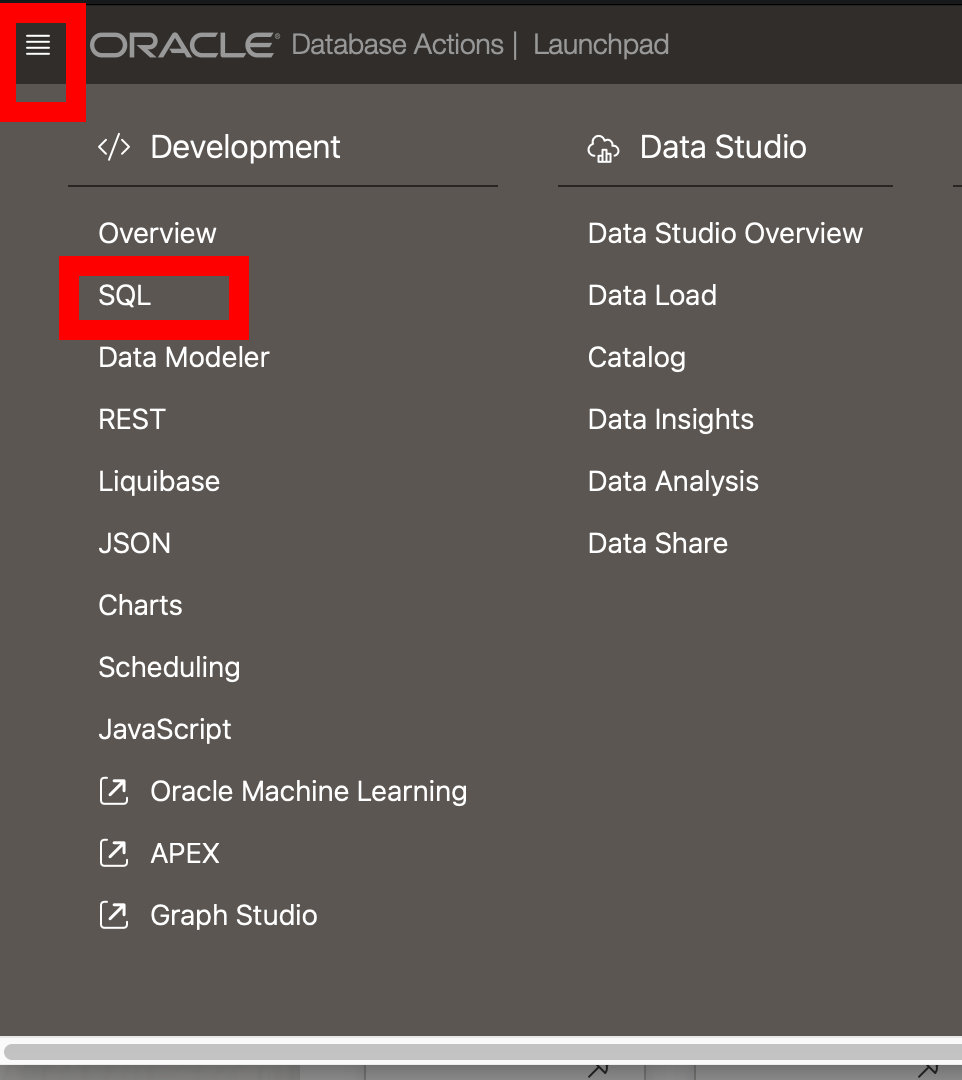 ORACLE® Database Actions | Launchpad
</> Development
Overview
SQL
Data Modeler
REST
Liquibase
JSON
Charts
Scheduling
JavaScript
Oracle Machine Learning
APEX
Graph Studio
Data Studio
Data Studio Overview
Data Load
Catalog
Data Insights
Data Analysis
Data Share